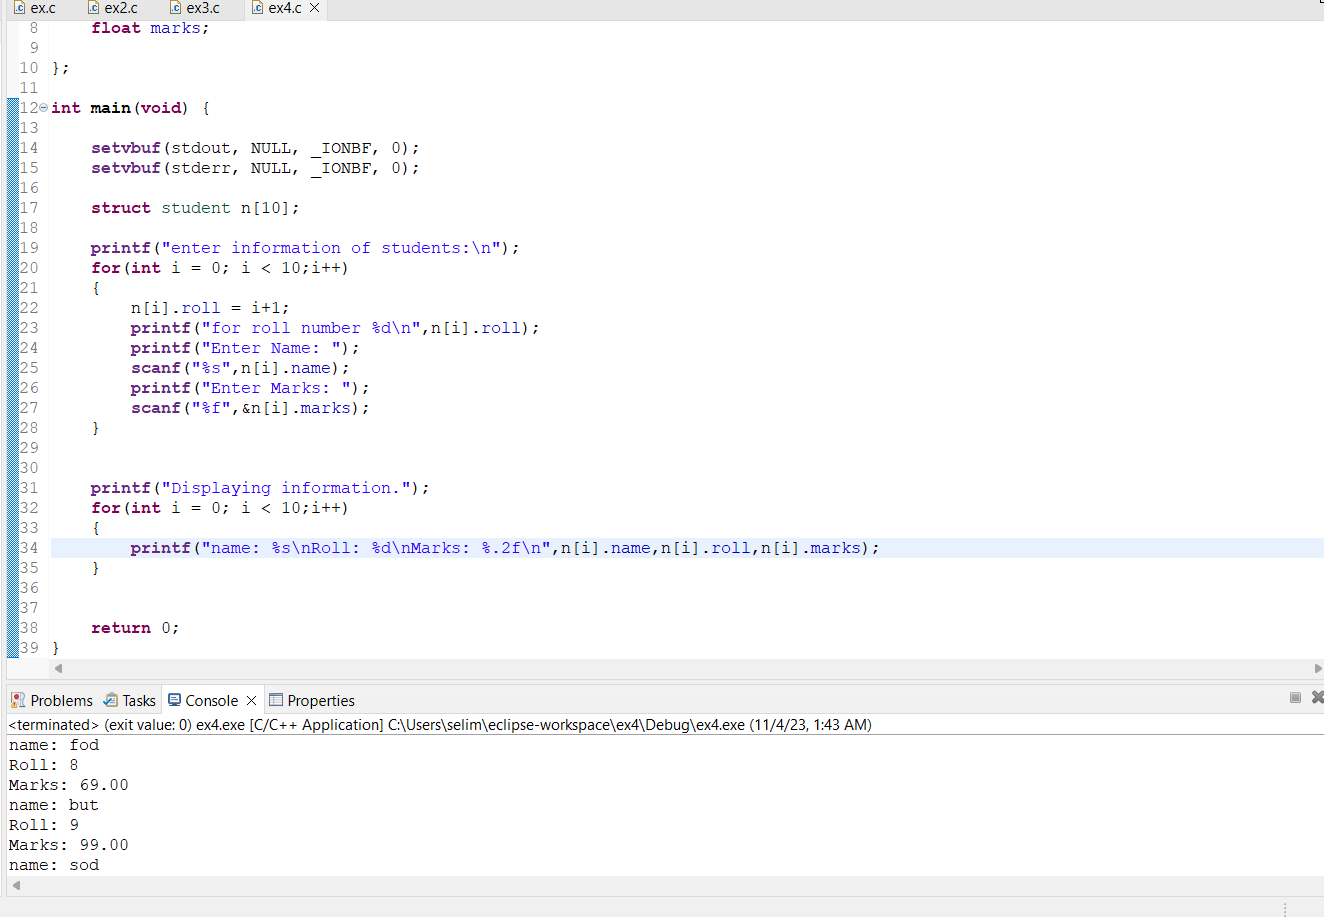 ex.c ex2.c ex3.c ex4.c
8 float marks;
9
10 };
11
12 int main(void) {
13
14 setvbuf(stdout, NULL, _IONBF, 0);
15 setvbuf(stderr, NULL, _IONBF, 0);
16
17 struct student n[10];
18
19 printf("enter information of students:\n");
20 for(int i = 0; i < 10;i++)
21 {
22 n[i].roll = i+1;
23 printf("for roll number %d\n",n[i].roll);
24 printf("Enter Name: ");
25 scanf("%s",n[i].name);
26 printf("Enter Marks: ");
27 scanf("%f",&n[i].marks);
28 }
29
30
31 printf("Displaying information.");
32 for(int i = 0; i < 10;i++)
33 {
34 printf("name: %s\nRoll: %d\nMarks: %.2f\n",n[i].name,n[i].roll,n[i].marks);
35 }
36
37
38 return 0;
39 }
Problems Tasks Console Properties
<terminated> (exit value: 0) ex4.exe [C/C++ Application] C:\Users\selim\eclipse-workspace\ex4\Debug\ex4.exe (11/4/23, 1:43 AM)
name: fod
Roll: 8
Marks: 69.00
name: but
Roll: 9
Marks: 99.00
name: sod